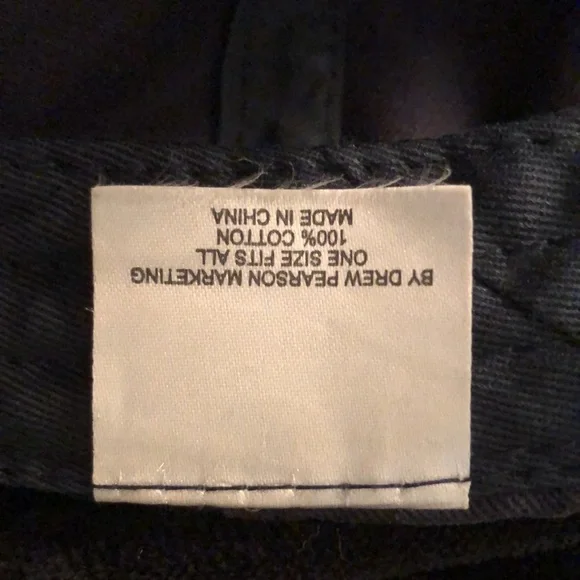 BY DREW PEARSON MARKETING
ONE SIZE FITS ALL
100% COTTON
MADE IN CHINA